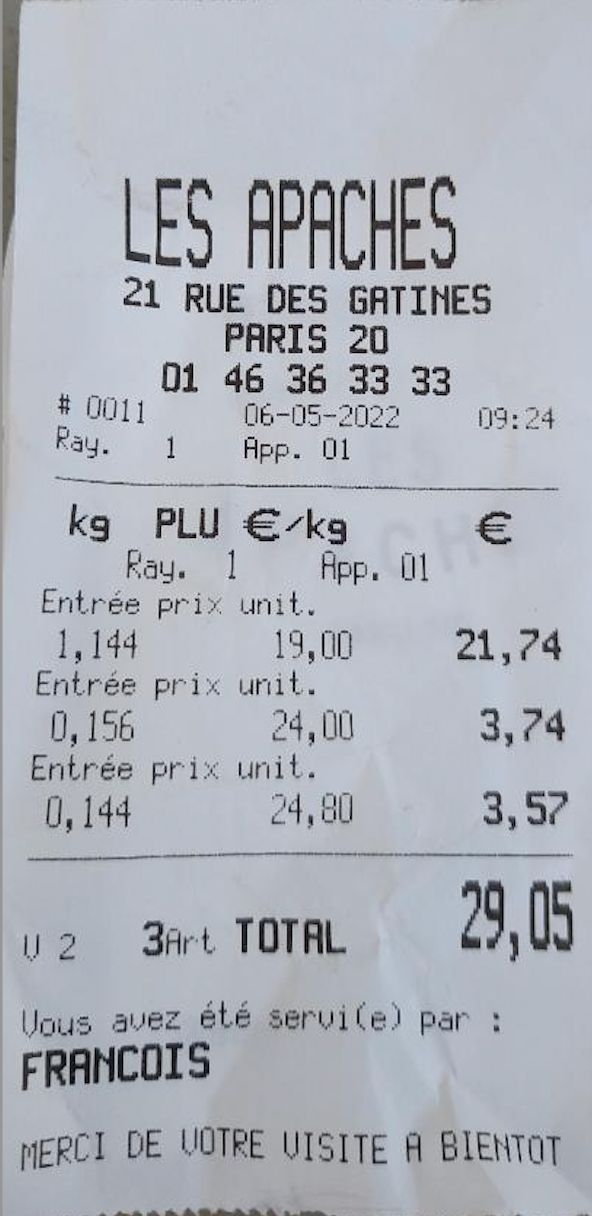 LES APACHES
21 RUE DES GATINES
PARIS 20
01 46 36 33 33
# 0011 06-05-2022 09:24
Ray. 1 App. 01
kg PLU €/kg €
Ray. 1 App. 01
Entrée prix unit.
1,144 19,00 21,74
Entrée prix unit.
0,156 24,00 3,74
Entrée prix unit.
0,144 24,80 3,57
V 2 3Art TOTAL 29,05
Vous avez été servi(e) par :
FRANCOIS
MERCI DE VOTRE VISITE A BIENTOT